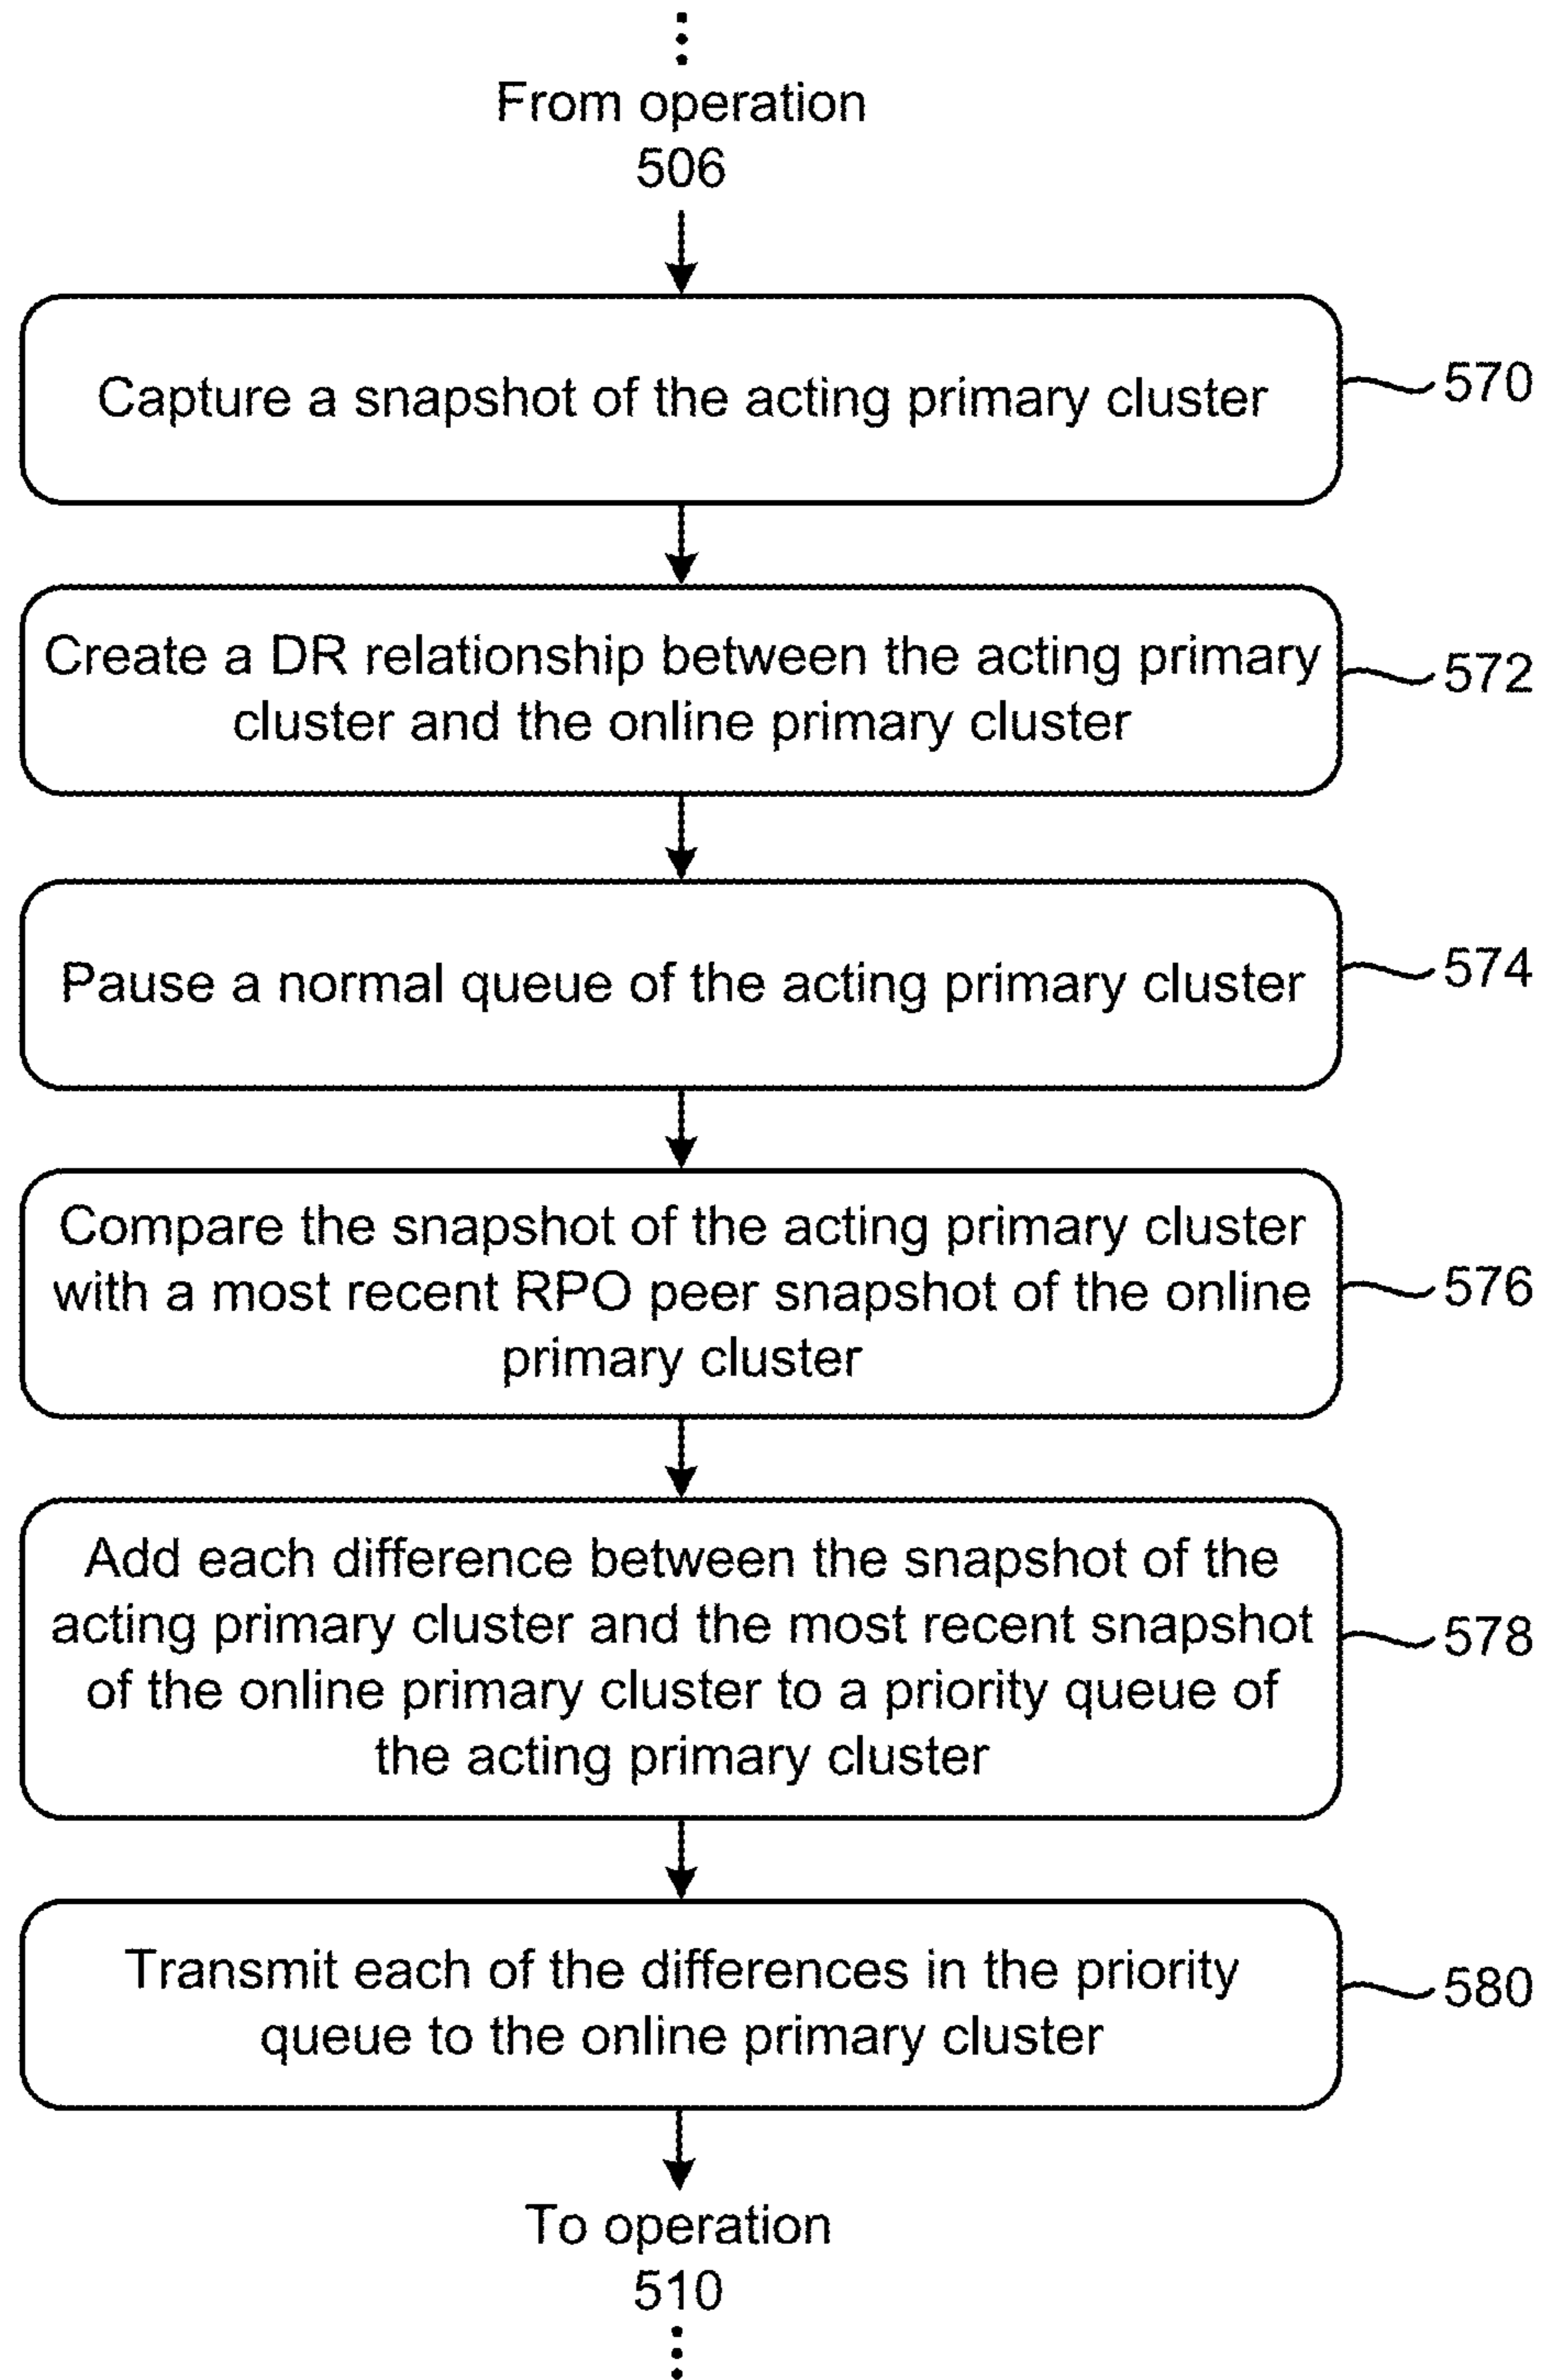 From operation
506
Capture a snapshot of the acting primary cluster
570
Create a DR relationship between the acting primary
cluster and the online primary cluster
572
Pause a normal queue of the acting primary cluster
574
Compare the snapshot of the acting primary cluster
with a most recent RPO peer snapshot of the online
primary cluster
576
Add each difference between the snapshot of the
acting primary cluster and the most recent snapshot
of the online primary cluster to a priority queue of
the acting primary cluster
578
Transmit each of the differences in the priority
queue to the online primary cluster
580
To operation
510